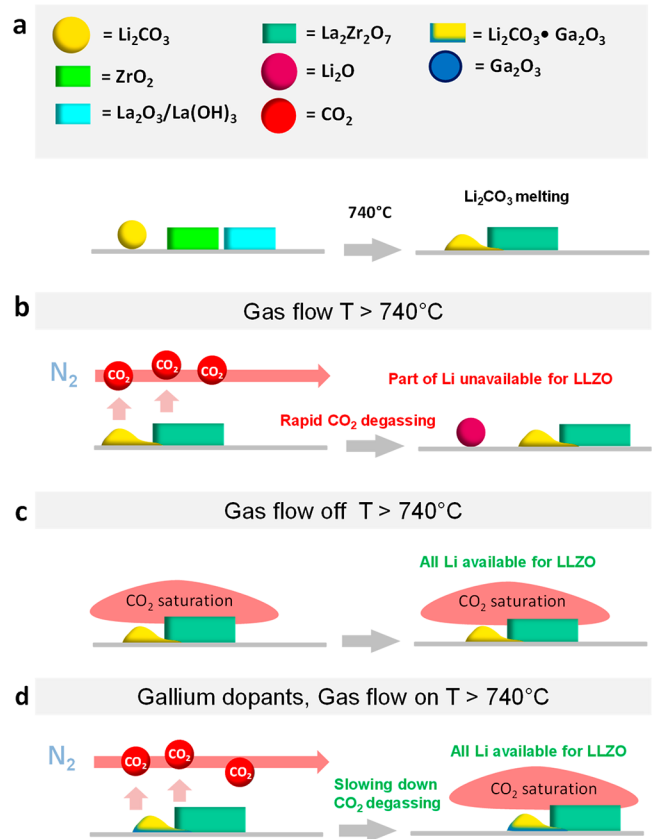 a
= Li₂CO₃
= La₂Zr₂O₇
= Li₂CO₃• Ga₂O₃
= ZrO₂
= Li₂O
= Ga₂O₃
= La₂O₃/La(OH)₃
= CO₂
740°C
Li₂CO₃ melting
b
Gas flow T > 740°C
N₂
CO₂
CO₂
CO₂
Part of Li unavailable for LLZO
Rapid CO₂ degassing
c
Gas flow off T > 740°C
All Li available for LLZO
CO₂ saturation
CO₂ saturation
d
Gallium dopants, Gas flow on T > 740°C
N₂
CO₂
CO₂
CO₂
All Li available for LLZO
Slowing down
CO₂ degassing
CO₂ saturation